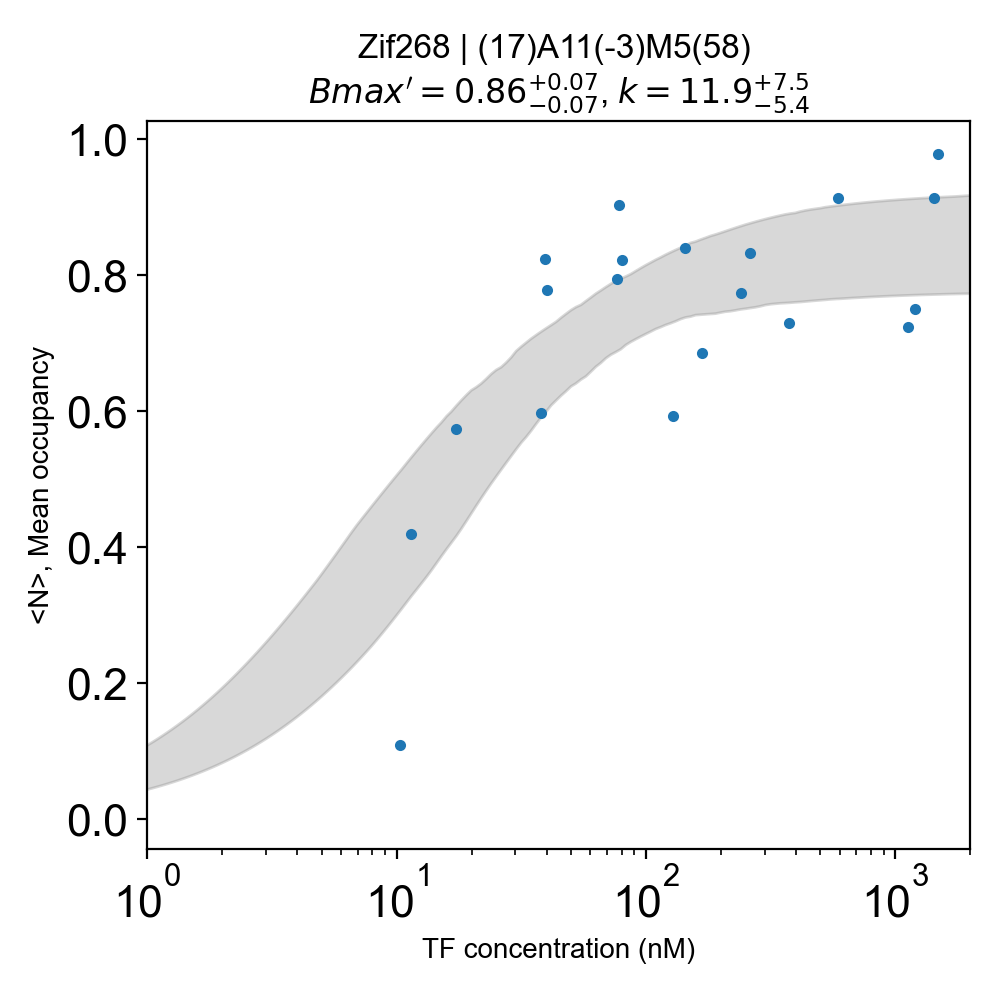 Zif268 | (17)A11(-3)M5(58)
Bmax′ = 0.86^{+0.07}_{−0.07}, k = 11.9^{+7.5}_{−5.4}
1.0
0.8
0.6
0.4
0.2
0.0
<N>, Mean occupancy
10^0 10^1 10^2 10^3
TF concentration (nM)